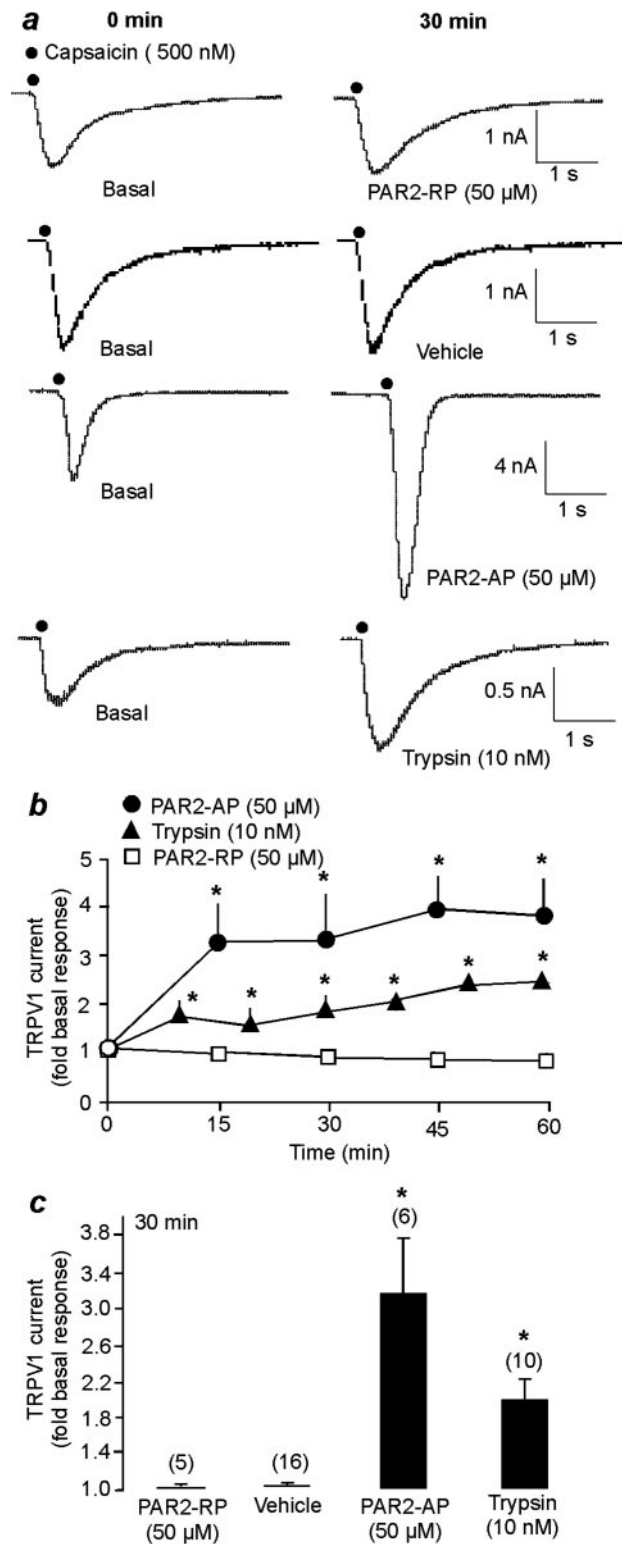 a
0 min 30 min
● Capsaicin ( 500 nM)
1 nA
1 s
Basal PAR2-RP (50 µM)
1 nA
1 s
Basal Vehicle
4 nA
1 s
Basal
PAR2-AP (50 µM)
0.5 nA
1 s
Basal
Trypsin (10 nM)
b
PAR2-AP (50 µM)
Trypsin (10 nM)
PAR2-RP (50 µM)
TRPV1 current
(fold basal response)
5
4
3
2
1
0
* * * *
* * * * * *
0 15 30 45 60
Time (min)
c
30 min
TRPV1 current
(fold basal response)
3.8
3.4
3.0
2.6
2.2
1.8
1.4
1.0
(5)
(16)
*
(6)
*
(10)
PAR2-RP
(50 µM)
Vehicle
PAR2-AP
(50 µM)
Trypsin
(10 nM)